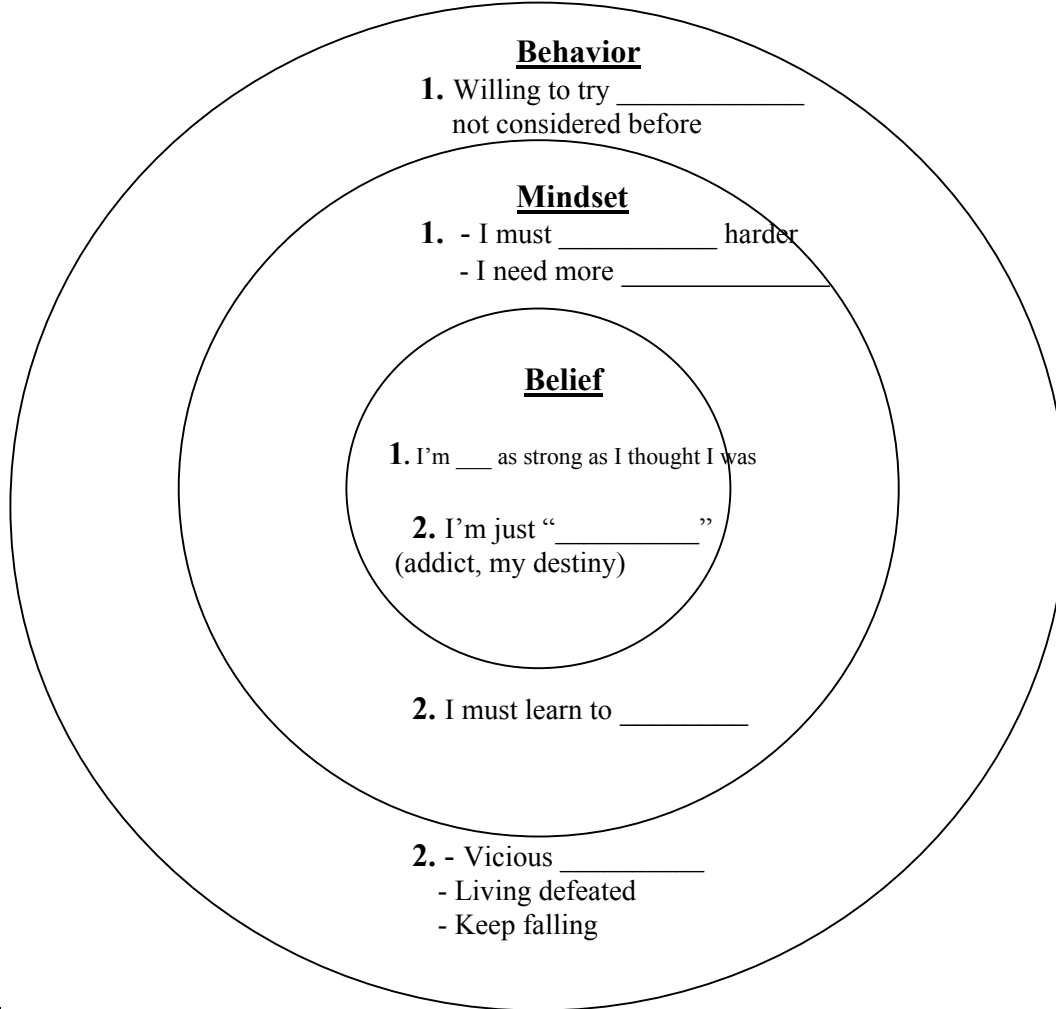 Behavior
1. Willing to try _____________
not considered before
Mindset
1. - I must ___________ harder
- I need more _______________
Belief
1. I’m ___ as strong as I thought I was
2. I’m just “__________”
(addict, my destiny)
2. I must learn to _________
2. - Vicious __________
- Living defeated
- Keep falling